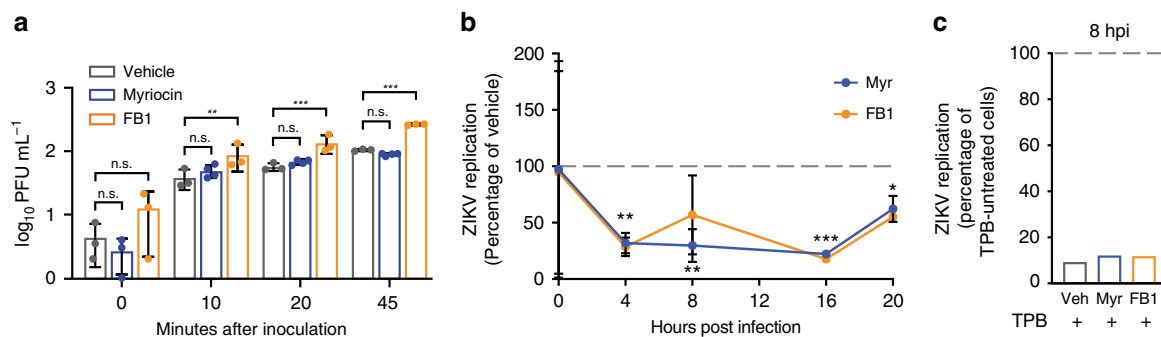 a
log10 PFU mL–1
3
2
1
0
Vehicle
Myriocin
FB1
n.s.
n.s.
**
n.s.
***
n.s.
***
n.s.
0 10 20 45
Minutes after inoculation
b
ZIKV replication
(Percentage of vehicle)
200
150
100
50
0
Myr
FB1
**
**
***
*
0 4 8 12 16 20
Hours post infection
c
8 hpi
ZIKV replication
(percentage of
TPB-untreated cells)
100
80
60
40
20
0
Veh Myr FB1
TPB + + +